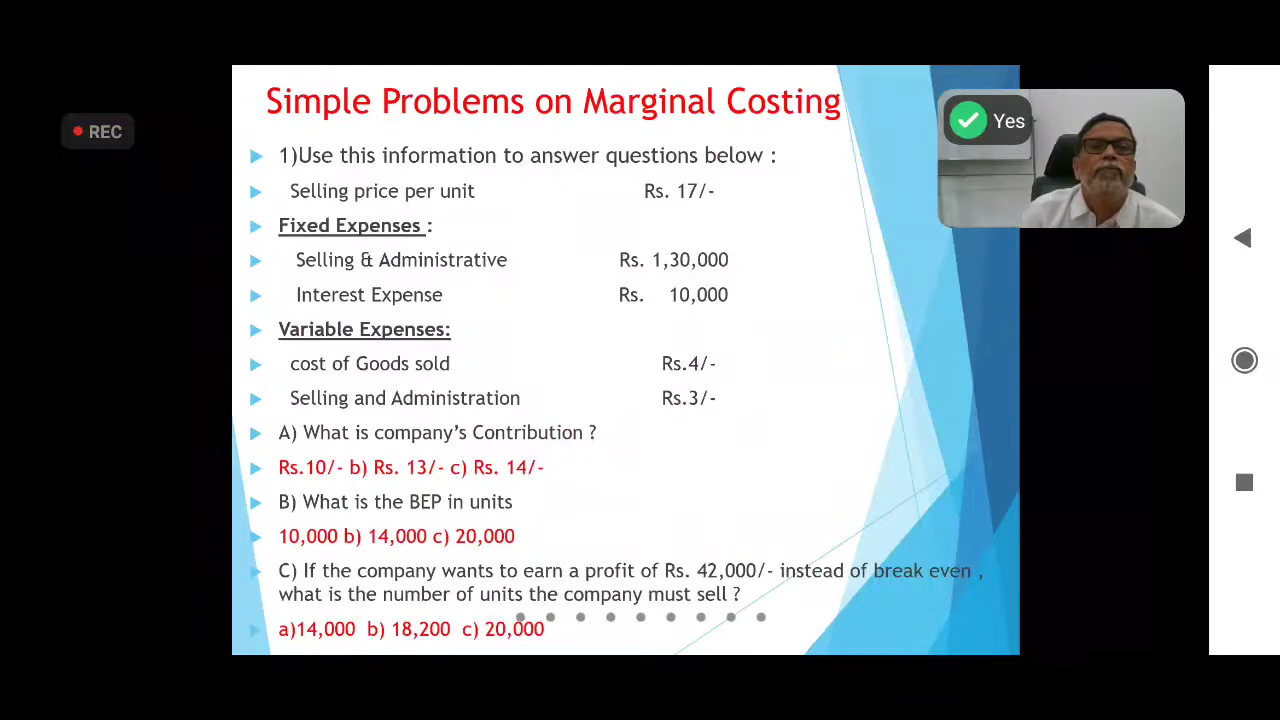 Simple Problems on Marginal Costing
REC
Yes
1)Use this information to answer questions below :
Selling price per unit Rs. 17/-
Fixed Expenses :
Selling & Administrative Rs. 1,30,000
Interest Expense Rs. 10,000
Variable Expenses:
cost of Goods sold Rs.4/-
Selling and Administration Rs.3/-
A) What is company's Contribution ?
Rs.10/- b) Rs. 13/- c) Rs. 14/-
B) What is the BEP in units
10,000 b) 14,000 c) 20,000
C) If the company wants to earn a profit of Rs. 42,000/- instead of break even ,
what is the number of units the company must sell ?
a)14,000 b) 18,200 c) 20,000